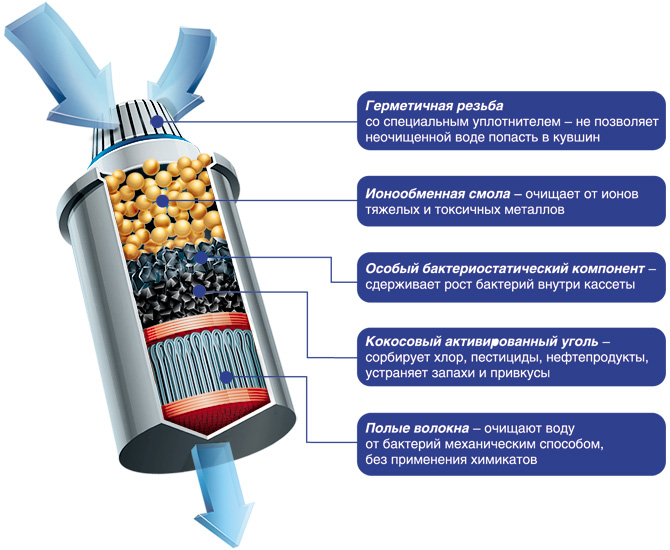 Герметичная резьба
со специальным уплотнителем – не позволяет
неочищенной воде попасть в кувшин
Ионообменная смола – очищает от ионов
тяжелых и токсичных металлов
Особый бактериостатический компонент –
сдерживает рост бактерий внутри кассеты
Кокосовый активированный уголь –
сорбирует хлор, пестициды, нефтепродукты,
устраняет запахи и привкусы
Полые волокна – очищают воду
от бактерий механическим способом,
без применения химикатов